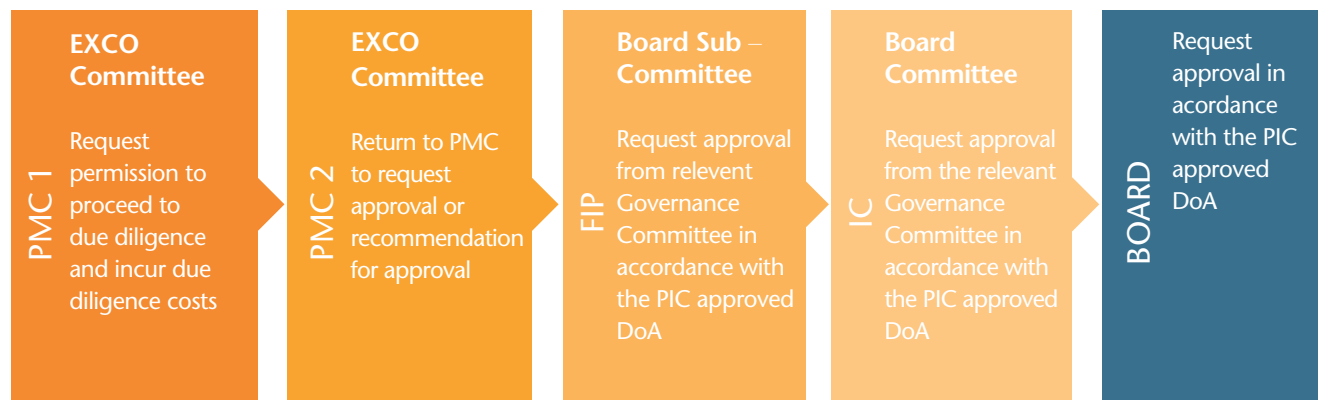 PMC 1
EXCO
Committee
Request
permission to
proceed to
due diligence
and incur due
diligence costs
PMC 2
EXCO
Committee
Return to PMC
to request
approval or
recommendation
for approval
FIP
Board Sub –
Committee
Request approval
from relevent
Governance
Committee in
accordance with
the PIC approved
DoA
IC
Board
Committee
Request approval
from the relevant
Governance
Committee in
accordance with
the PIC approved
DoA
BOARD
Request
approval in
acordance
with the PIC
approved
DoA